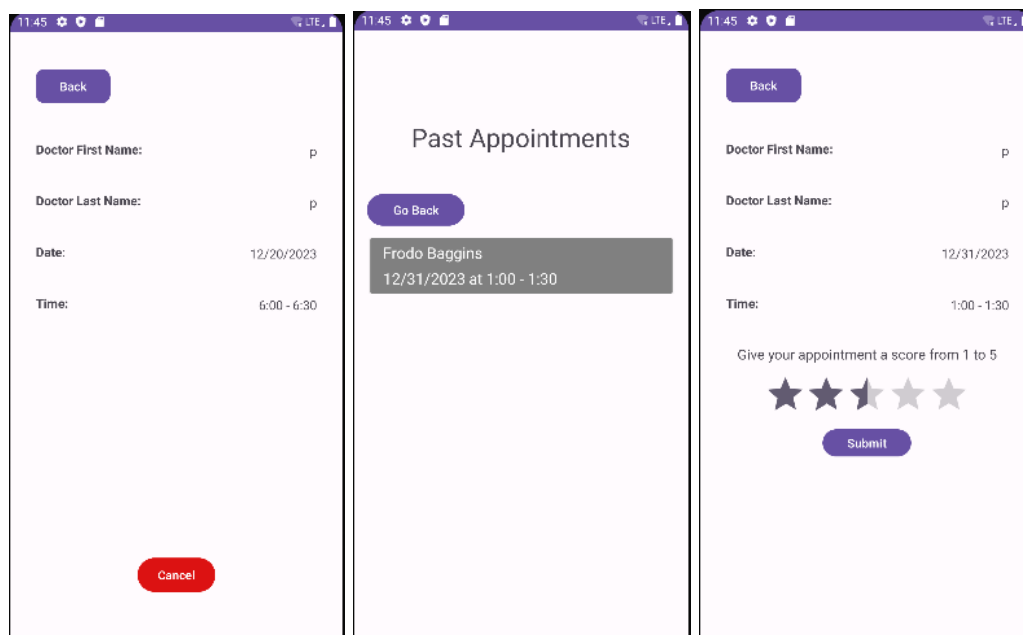 11:45 LTE
Back
Doctor First Name: p
Doctor Last Name: p
Date: 12/20/2023
Time: 6:00 - 6:30
Cancel
11:45 LTE
Past Appointments
Go Back
Frodo Baggins
12/31/2023 at 1:00 - 1:30
11:45 LTE
Back
Doctor First Name: p
Doctor Last Name: p
Date: 12/31/2023
Time: 1:00 - 1:30
Give your appointment a score from 1 to 5
Submit